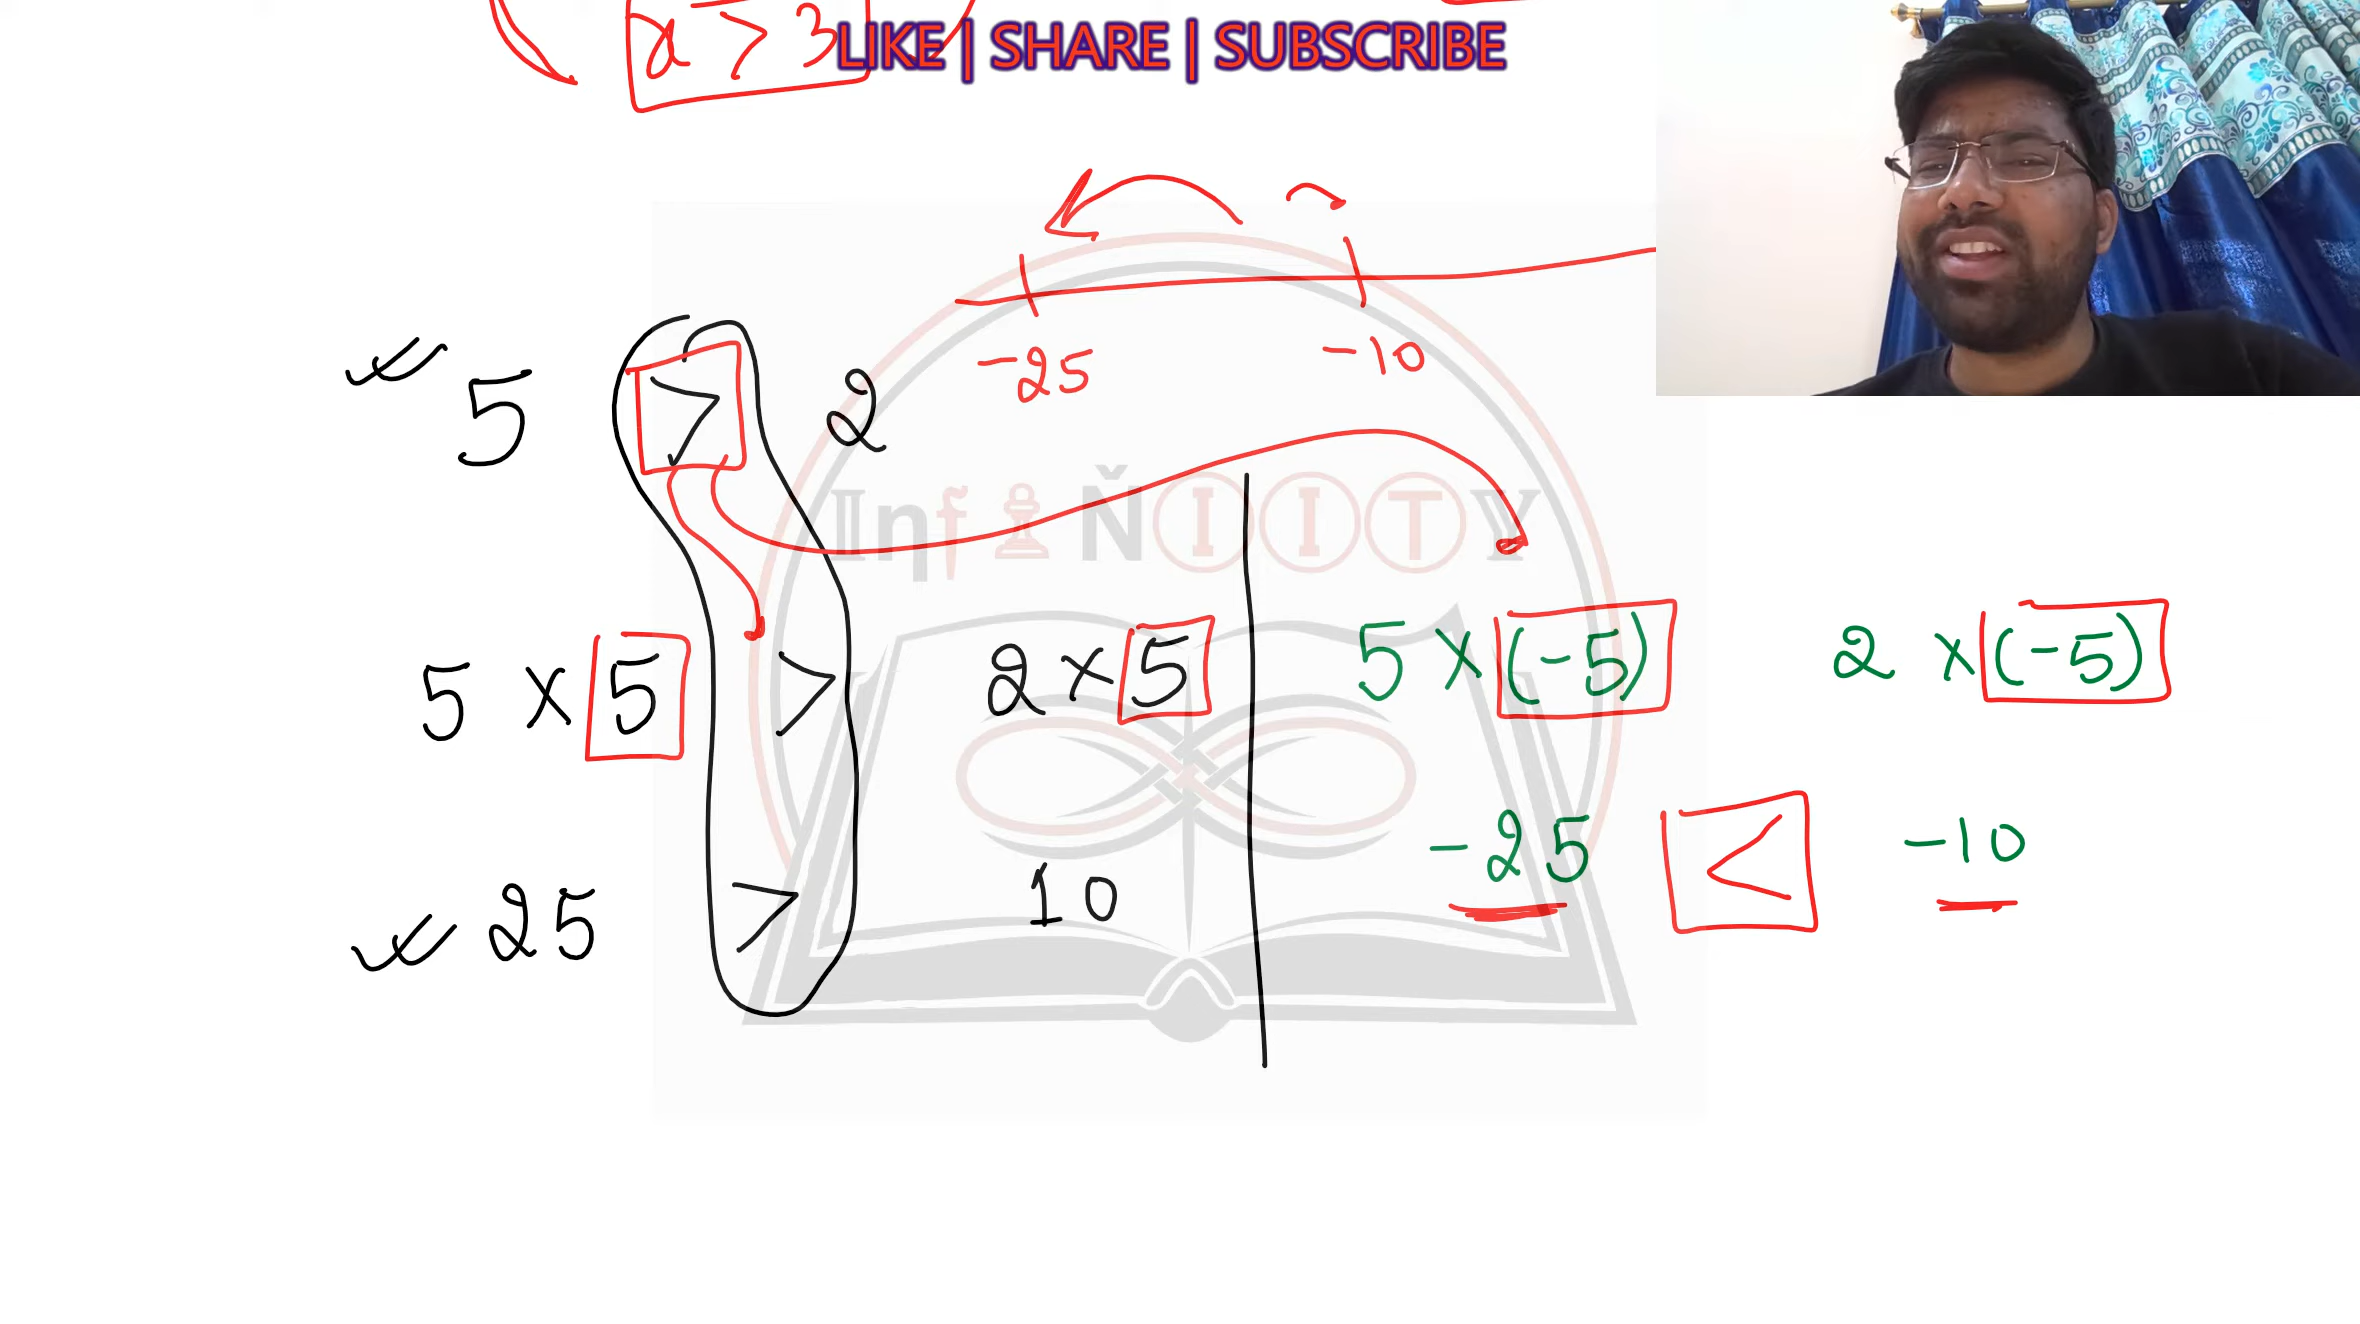 x > 3
LIKE | SHARE | SUBSCRIBE
-25 -10
5 > 2
InfiŇIITY
5 × 5 > 2 × 5
5 × (-5) 2 × (-5)
25 > 10
-25 < -10